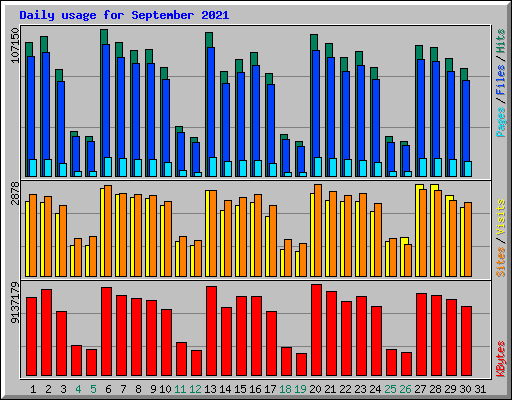 Daily usage for September 2021
107150
Pages / Files / Hits
2878
Sites / Visits
9137179
KBytes
1 2 3 4 5 6 7 8 9 10 11 12 13 14 15 16 17 18 19 20 21 22 23 24 25 26 27 28 29 30 31